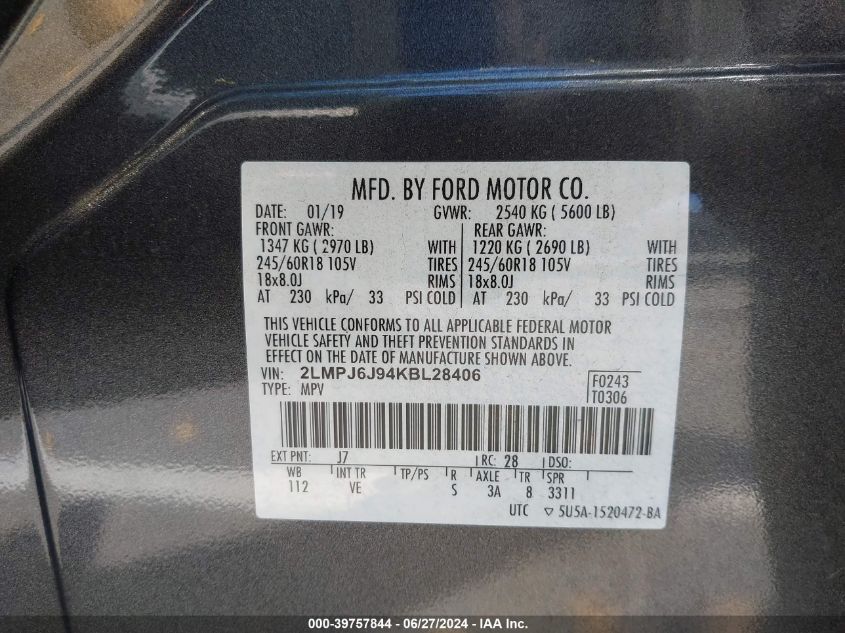 MFD. BY FORD MOTOR CO.
DATE: 01/19 GVWR: 2540 KG ( 5600 LB)
FRONT GAWR: REAR GAWR:
1347 KG ( 2970 LB) WITH 1220 KG ( 2690 LB) WITH
245/60R18 105V TIRES 245/60R18 105V TIRES
18x8.0J RIMS 18x8.0J RIMS
AT 230 kPa/ 33 PSI COLD AT 230 kPa/ 33 PSI COLD
THIS VEHICLE CONFORMS TO ALL APPLICABLE FEDERAL MOTOR
VEHICLE SAFETY AND THEFT PREVENTION STANDARDS IN
EFFECT ON THE DATE OF MANUFACTURE SHOWN ABOVE.
VIN: 2LMPJ6J94KBL28406
TYPE: MPV
F0243
T0306
EXT PNT: J7 RC: 28 DSO:
WB INT TR TP/PS R AXLE TR SPR
112 VE S 3A 8 3311
UTC ▽ 5U5A-1520472-BA
000-39757844 - 06/27/2024 - IAA, Inc.